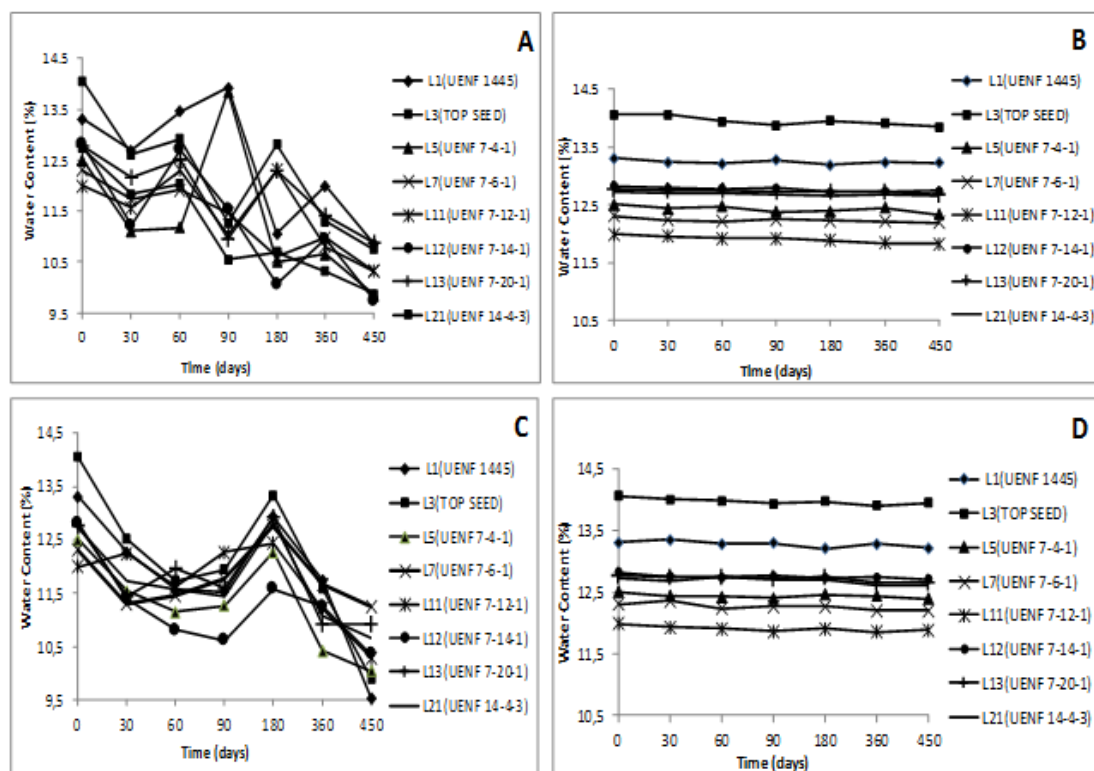 A
Water Content (%)
14.5
13.5
12.5
11.5
10.5
9.5
0 30 60 90 180 360 450
Time (days)
L1(UENF 1445)
L3(TOP SEED)
L5(UENF 7-4-1)
L7(UENF 7-6-1)
L11(UENF 7-12-1)
L12(UENF 7-14-1)
L13(UENF 7-20-1)
L21(UENF 14-4-3)
B
Water Content (%)
14.5
13.5
12.5
11.5
10.5
0 30 60 90 180 360 450
Time (days)
L1(UENF 1445)
L3(TOP SEED)
L5(UENF 7-4-1)
L7(UENF 7-6-1)
L11(UENF 7-12-1)
L12(UENF 7-14-1)
L13(UENF 7-20-1)
L21(UENF 14-4-3)
C
Water Content (%)
14,5
13,5
12,5
11,5
10,5
9,5
0 30 60 90 180 360 450
Time (days)
L1(UENF 1445)
L3(TOP SEED)
L5(UENF 7-4-1)
L7(UENF 7-6-1)
L11(UENF 7-12-1)
L12(UENF 7-14-1)
L13(UENF 7-20-1)
L21(UENF 14-4-3)
D
Water Content (%)
14,5
13,5
12,5
11,5
10,5
0 30 60 90 180 360 450
Time (days)
L1(UENF 1445)
L3(TOP SEED)
L5(UENF 7-4-1)
L7(UENF 7-6-1)
L11(UENF 7-12-1)
L12(UENF 7-14-1)
L13(UENF 7-20-1)
L21(UENF 14-4-3)